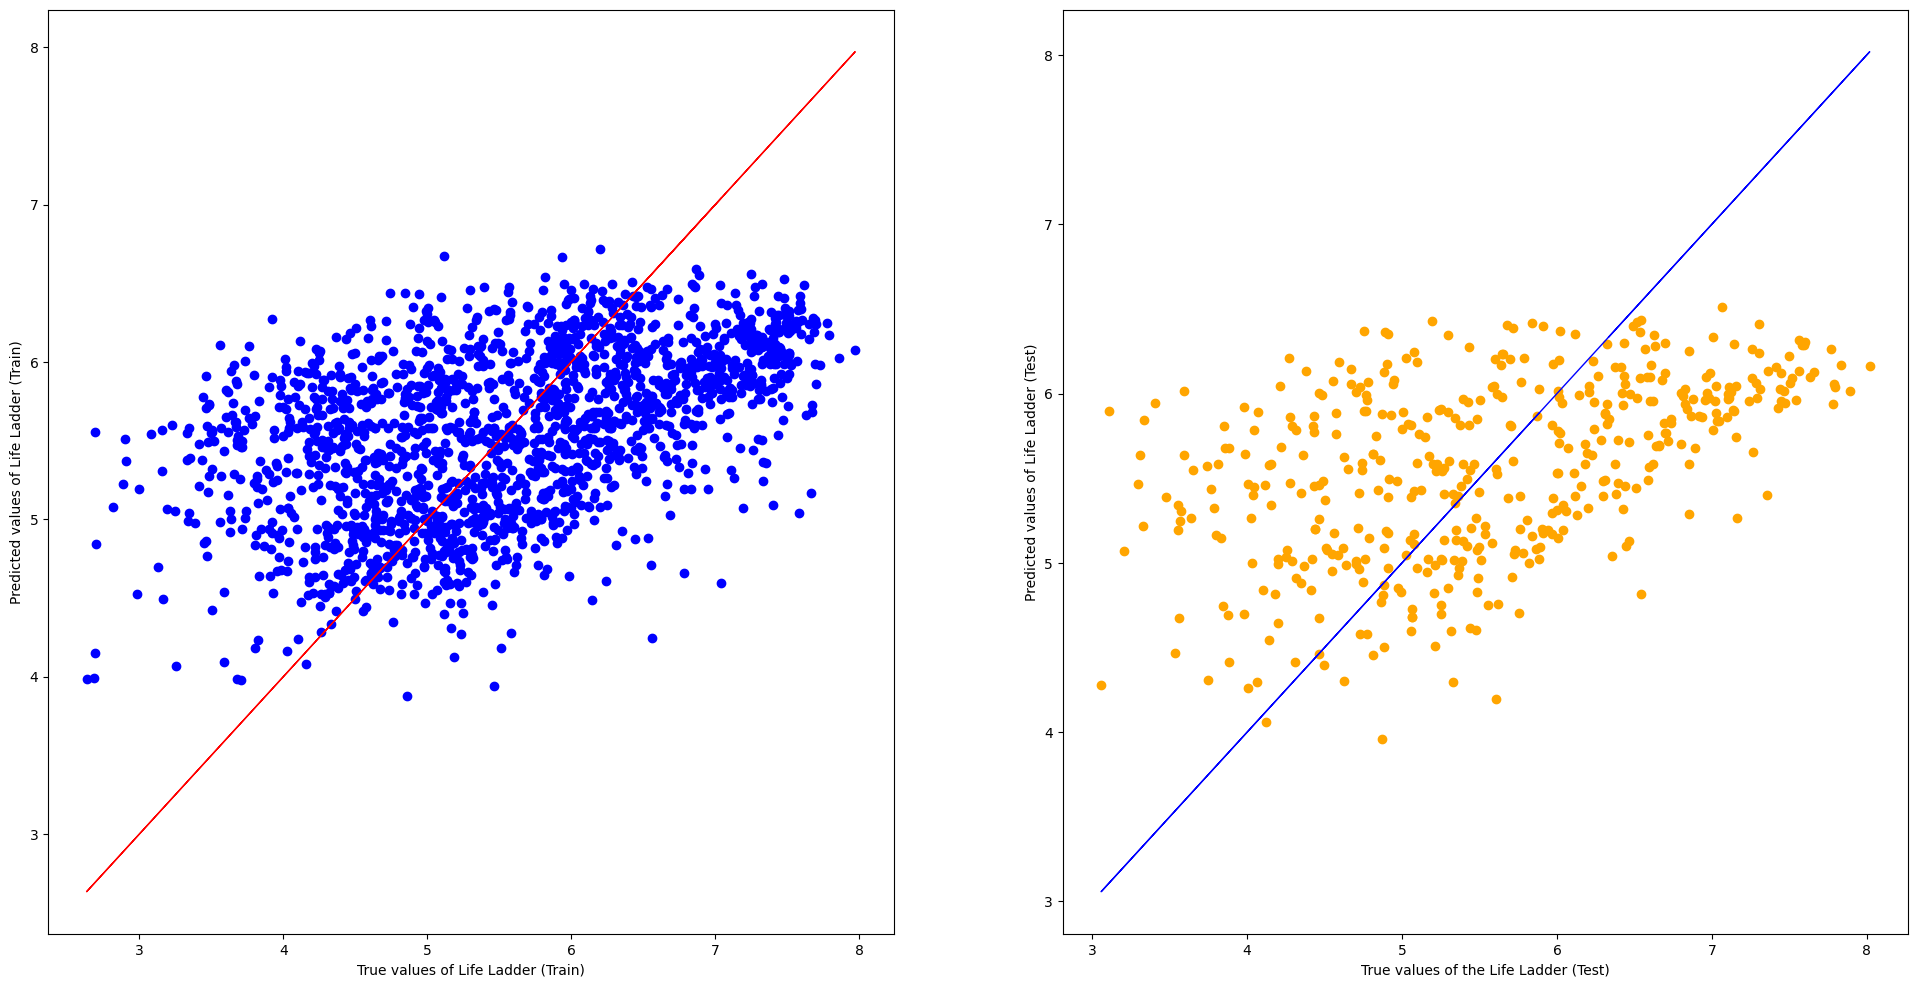 8
7
6
5
4
3
Predicted values of Life Ladder (Train)
3 4 5 6 7 8
True values of Life Ladder (Train)
8
7
6
5
4
3
Predicted values of Life Ladder (Test)
3 4 5 6 7 8
True values of the Life Ladder (Test)